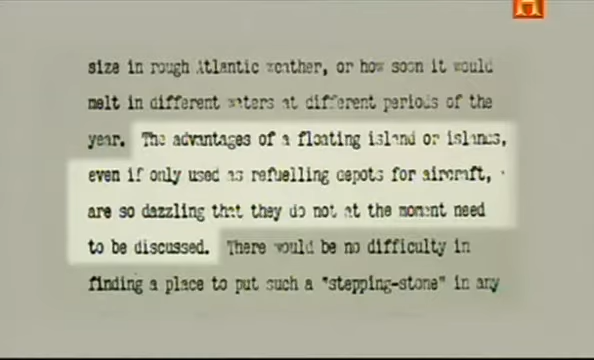 H
size in rough Atlantic weather, or how soon it would
melt in different waters at different periods of the
year. The advantages of a floating island or islands,
even if only used as refuelling depots for aircraft,
are so dazzling that they do not at the moment need
to be discussed. There would be no difficulty in
finding a place to put such a "stepping-stone" in any